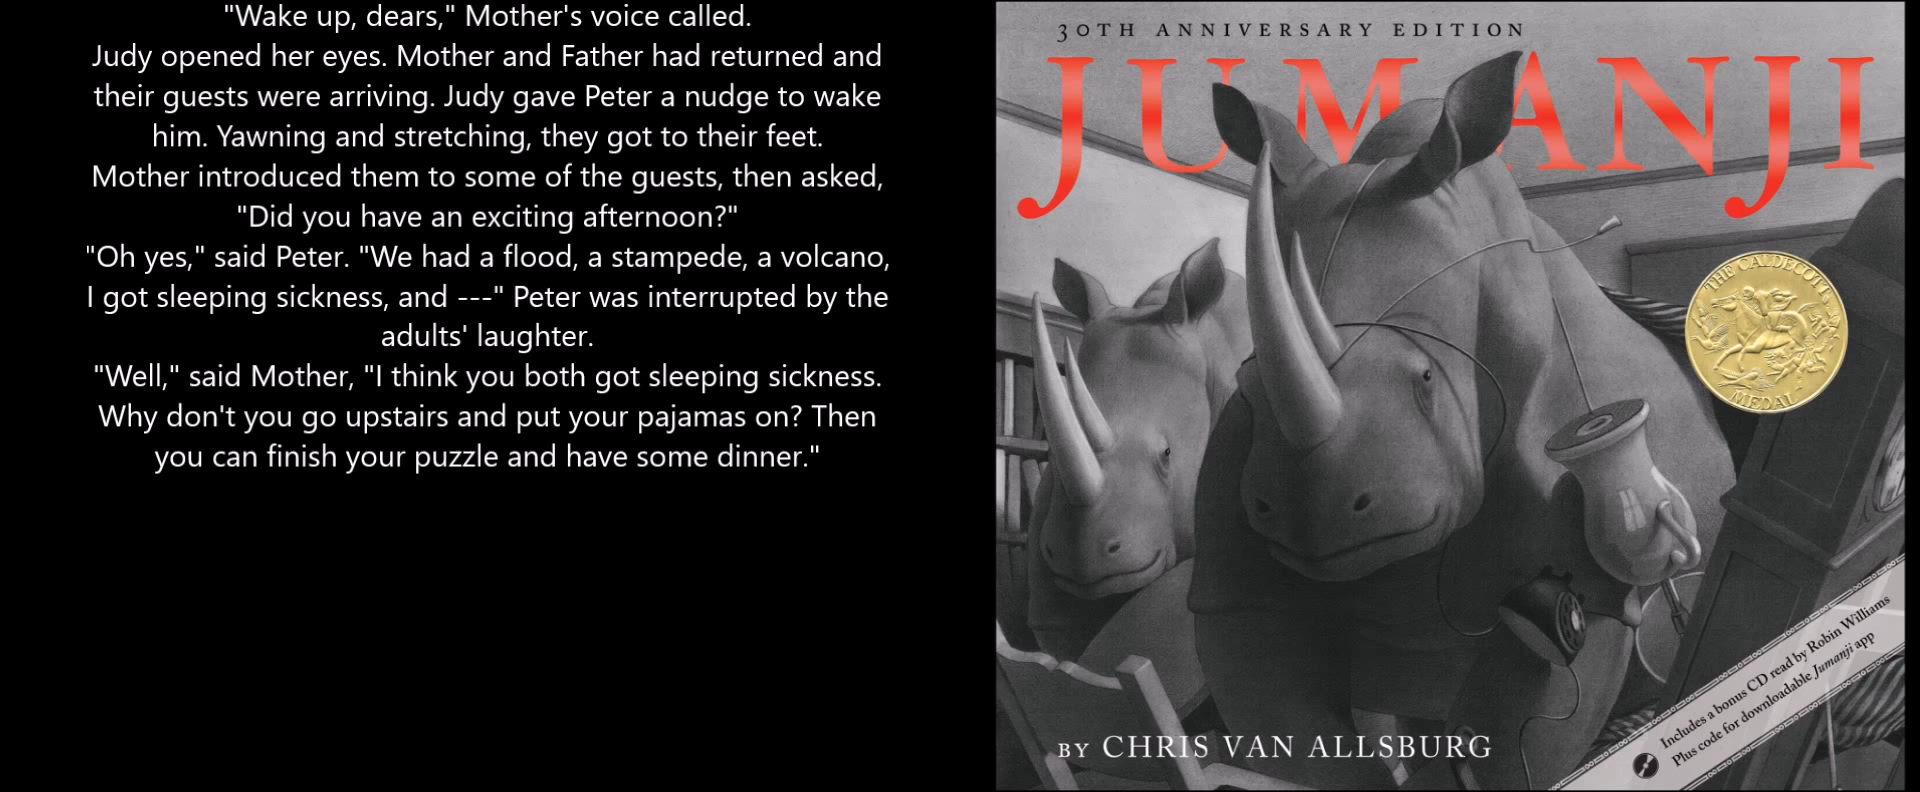 "Wake up, dears," Mother's voice called.
Judy opened her eyes. Mother and Father had returned and
their guests were arriving. Judy gave Peter a nudge to wake
him. Yawning and stretching, they got to their feet.
Mother introduced them to some of the guests, then asked,
"Did you have an exciting afternoon?"
"Oh yes," said Peter. "We had a flood, a stampede, a volcano,
I got sleeping sickness, and ---" Peter was interrupted by the
adults' laughter.
"Well," said Mother, "I think you both got sleeping sickness.
Why don't you go upstairs and put your pajamas on? Then
you can finish your puzzle and have some dinner."
30TH ANNIVERSARY EDITION
JUMANJI
THE CALDECOTT
MEDAL
Includes a bonus CD read by Robin Williams
Plus code for downloadable Jumanji app
BY CHRIS VAN ALLSBURG